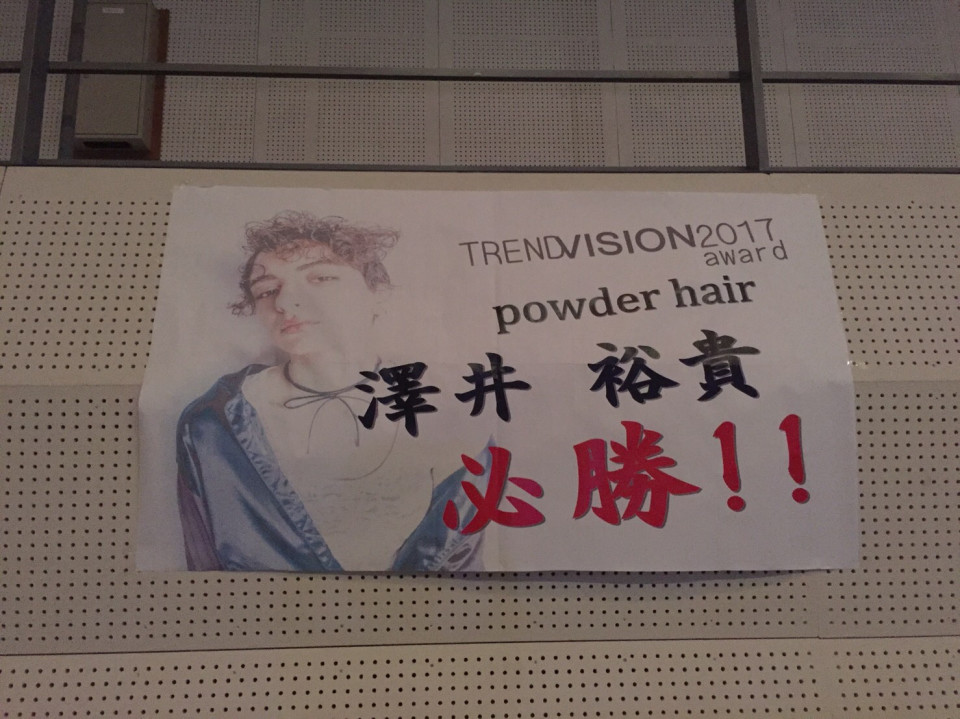 TRENDVISION2017
award
powder hair
澤井 裕貴
必勝!!